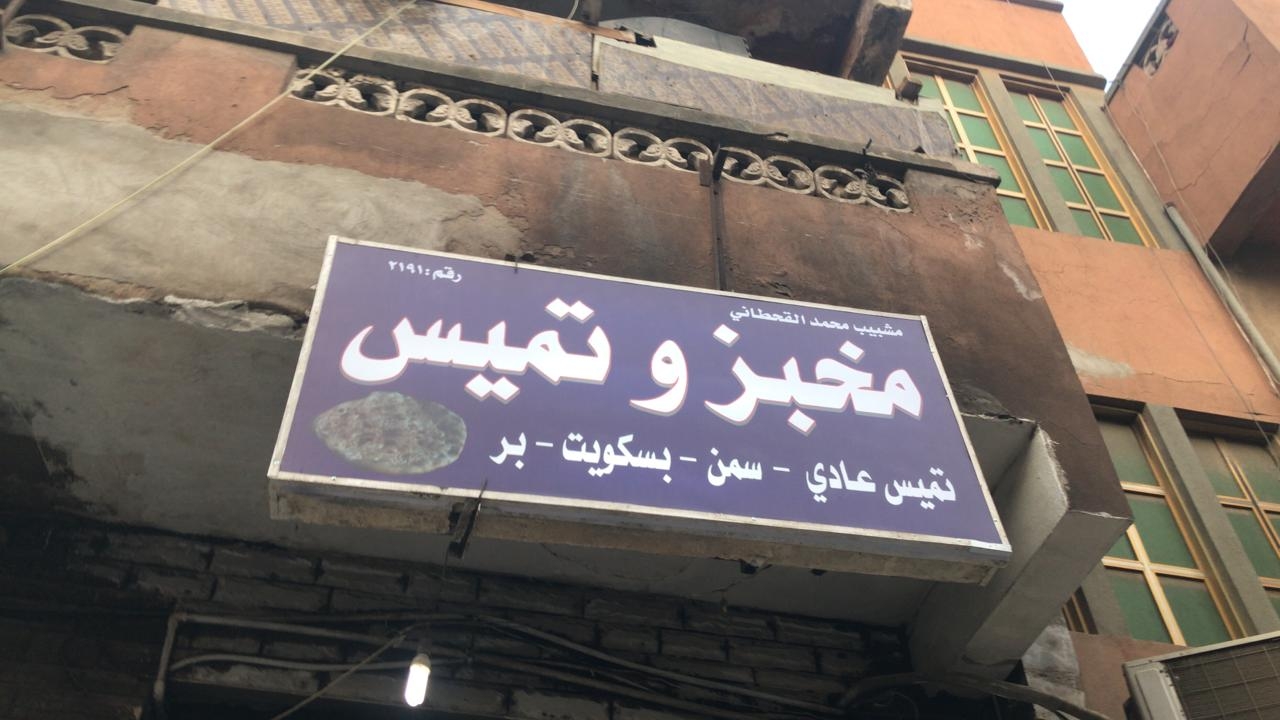 رقم: ٢١٩١
مشبيب محمد القحطاني
مخبز و تميس
تميس عادي - سمن - بسكويت - بر